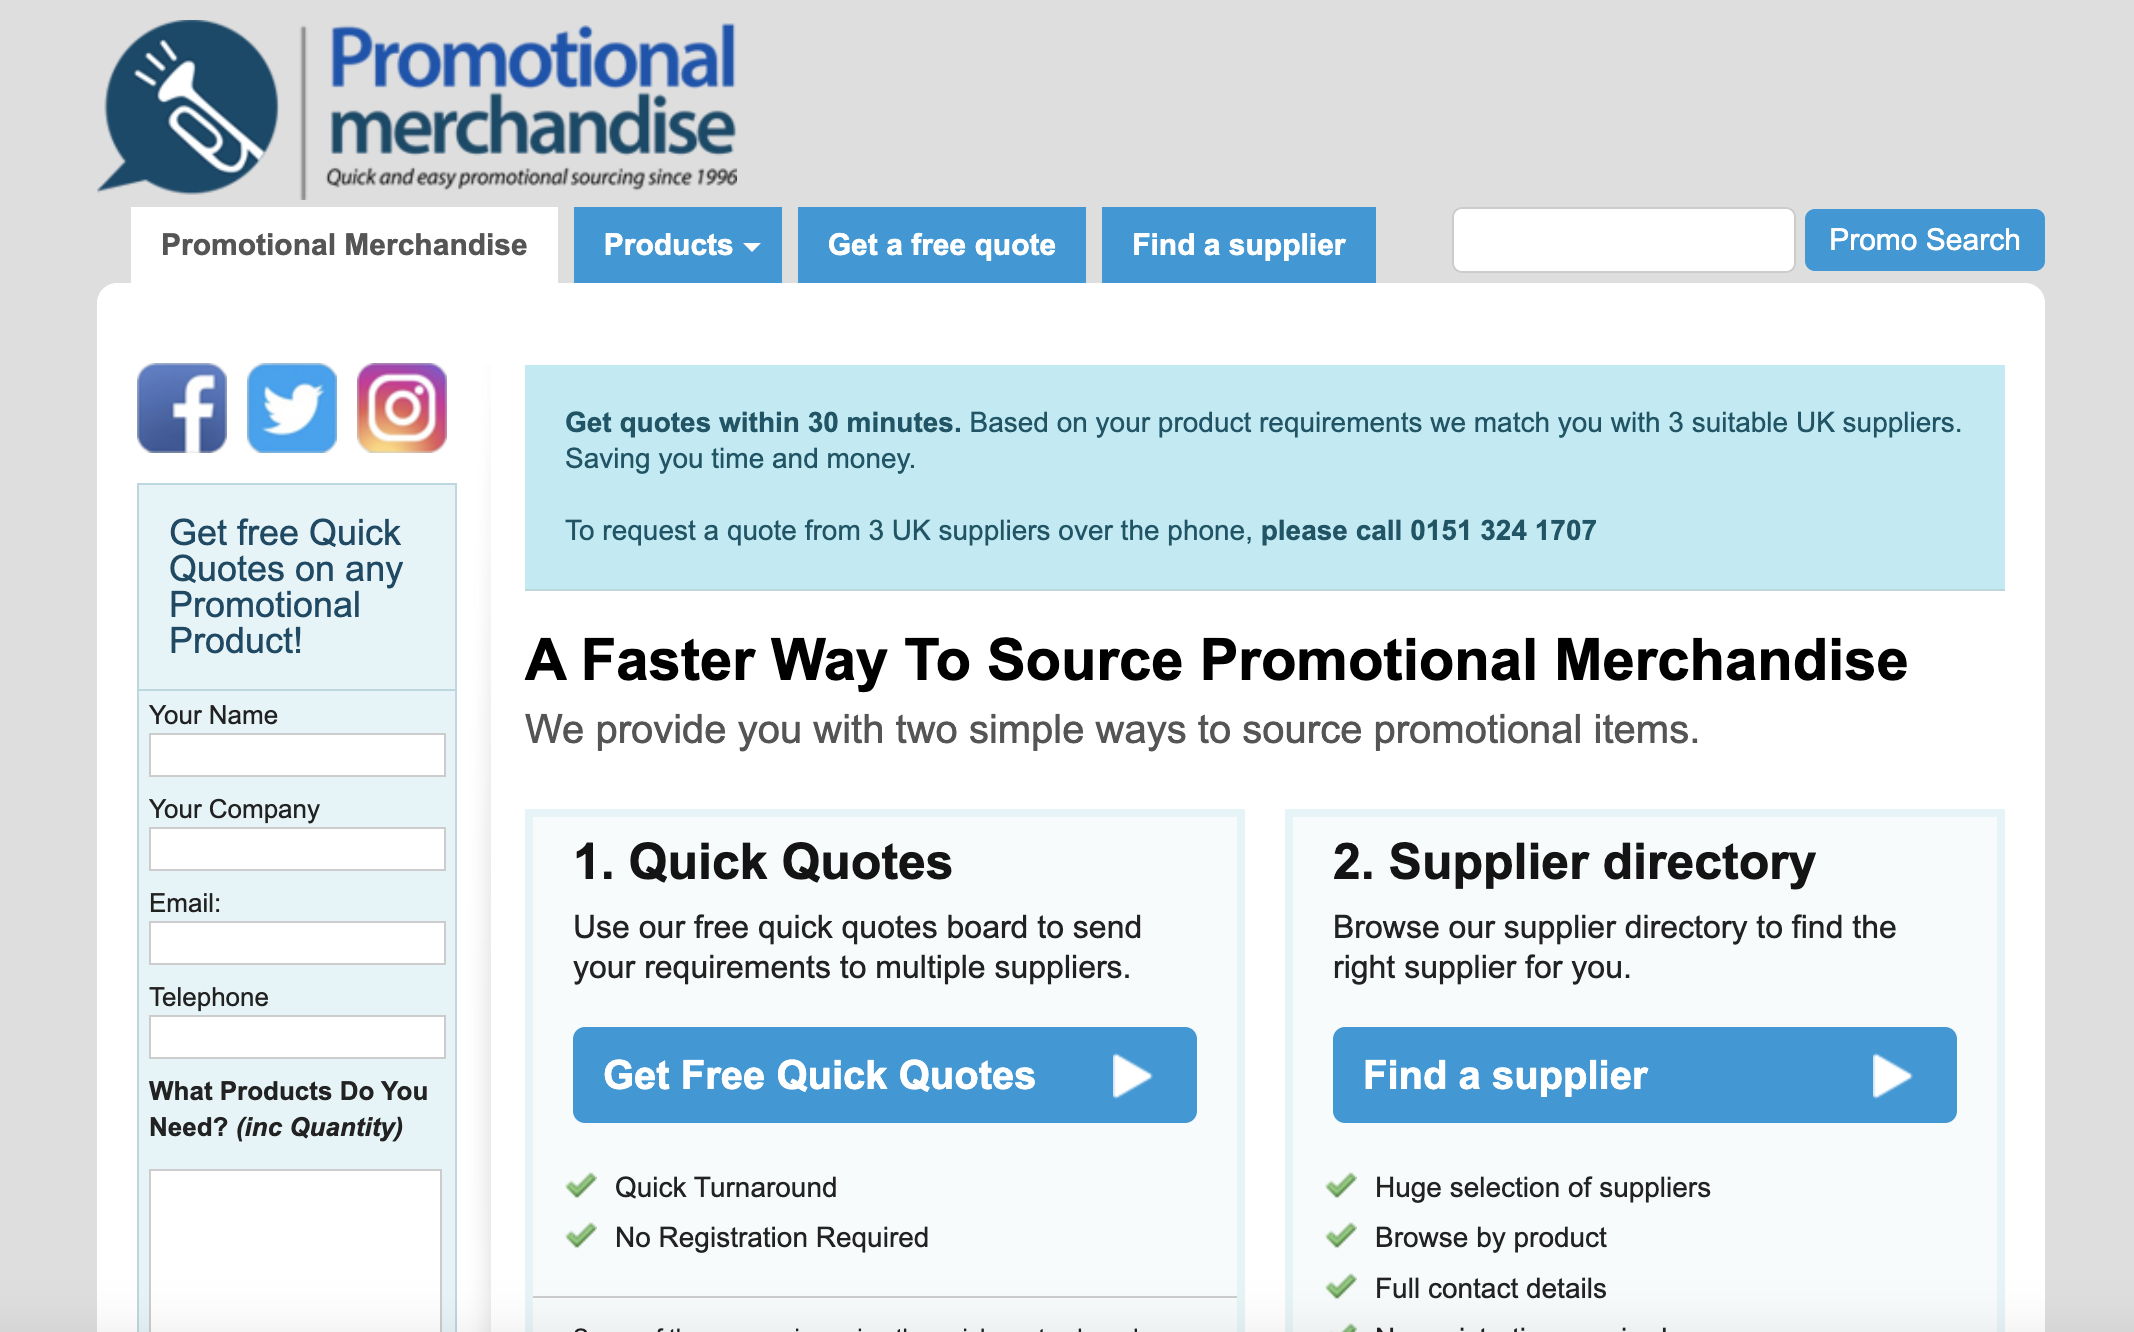 Promotional
merchandise
Quick and easy promotional sourcing since 1996
Promotional Merchandise
Products
Get a free quote
Find a supplier
Promo Search
Get free Quick
Quotes on any
Promotional
Product!
Your Name
Your Company
Email:
Telephone
What Products Do You
Need? (inc Quantity)
Get quotes within 30 minutes. Based on your product requirements we match you with 3 suitable UK suppliers.
Saving you time and money.
To request a quote from 3 UK suppliers over the phone, please call 0151 324 1707
A Faster Way To Source Promotional Merchandise
We provide you with two simple ways to source promotional items.
1. Quick Quotes
Use our free quick quotes board to send
your requirements to multiple suppliers.
Get Free Quick Quotes
Quick Turnaround
No Registration Required
2. Supplier directory
Browse our supplier directory to find the
right supplier for you.
Find a supplier
Huge selection of suppliers
Browse by product
Full contact details